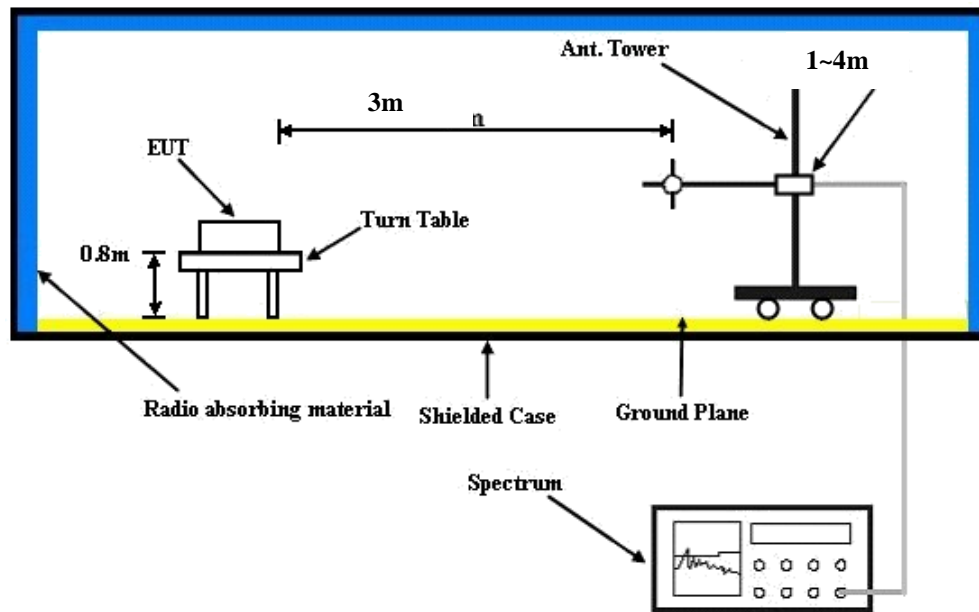 Ant. Tower
1~4m
3m
n
EUT
Turn Table
0.8m
Radio absorbing material
Shielded Case
Ground Plane
Spectrum